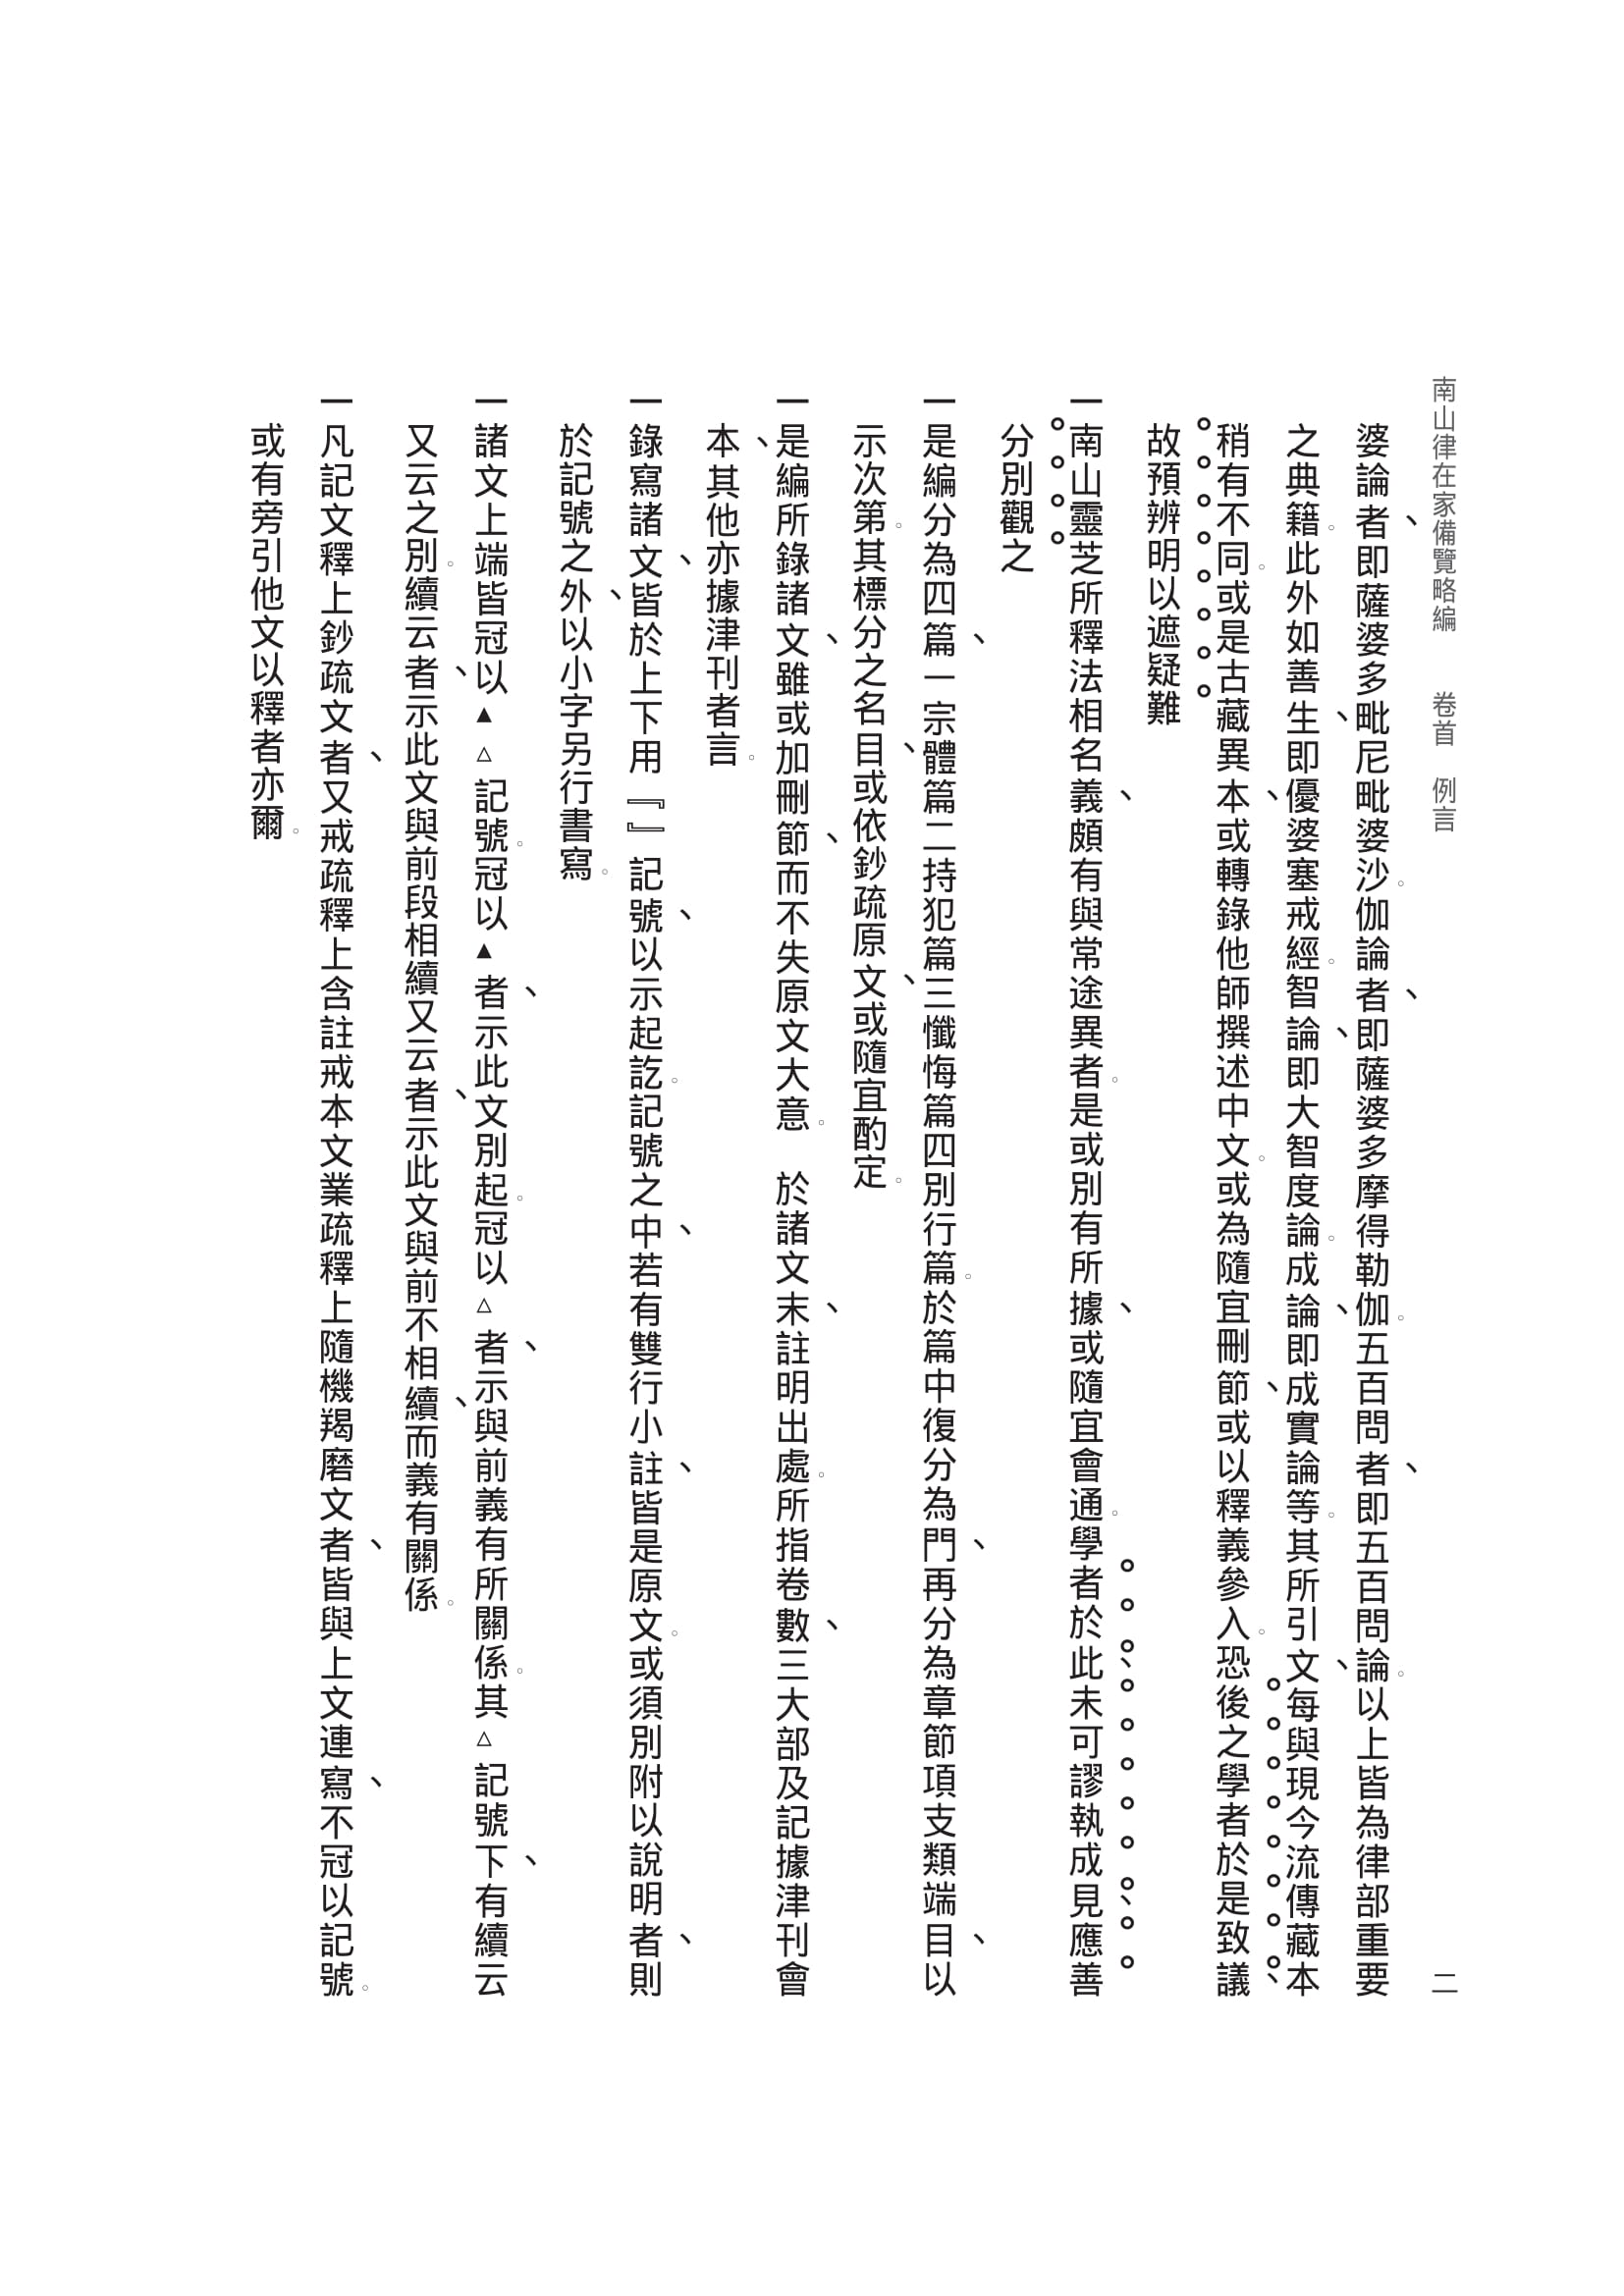 南山律在家備覽略編　卷首　例言　二
婆論者、即薩婆多毗尼毗婆沙。伽論者、即薩婆多摩得勒伽。五百問者、即五百問論。以上皆為律部重要
之典籍。此外如善生、即優婆塞戒經。智論、即大智度論。成論、即成實論等。其所引文、每與現今流傳藏本
稍有不同。或是古藏異本、或轉錄他師撰述中文。或為隨宜刪節、或以釋義參入。恐後之學者於是致議、
故預辨明以遮疑難
一南山靈芝所釋法相名義、頗有與常途異者。是或別有所據、或隨宜會通。學者於此、未可謬執成見、應善
分別觀之
一是編分為四篇、一宗體篇二持犯篇三懺悔篇四別行篇。於篇中復分為門、再分為章節項支類端目、以
示次第。其標分之名目、或依鈔疏原文、或隨宜酌定。
一是編所錄諸文、雖或加刪節、而不失原文大意。　於諸文末、註明出處。所指卷數、三大部及記據津刊會
本、其他亦據津刊者言。
一錄寫諸文、皆於上下用『』記號、以示起訖。記號之中、若有雙行小註、皆是原文。或須別附以說明者、則
於記號之外、以小字另行書寫。
一諸文上端皆冠以▲△記號。冠以▲者、示此文別起。冠以△者、示與前義有所關係。其△記號下、有續云
又云之別。續云者、示此文與前段相續又云者、示此文與前不相續、而義有關係。
一凡記文釋上鈔疏文者、又戒疏釋上含註戒本文業疏釋上隨機羯磨文者、皆與上文連寫、不冠以記號。
或有旁引他文以釋者亦爾。